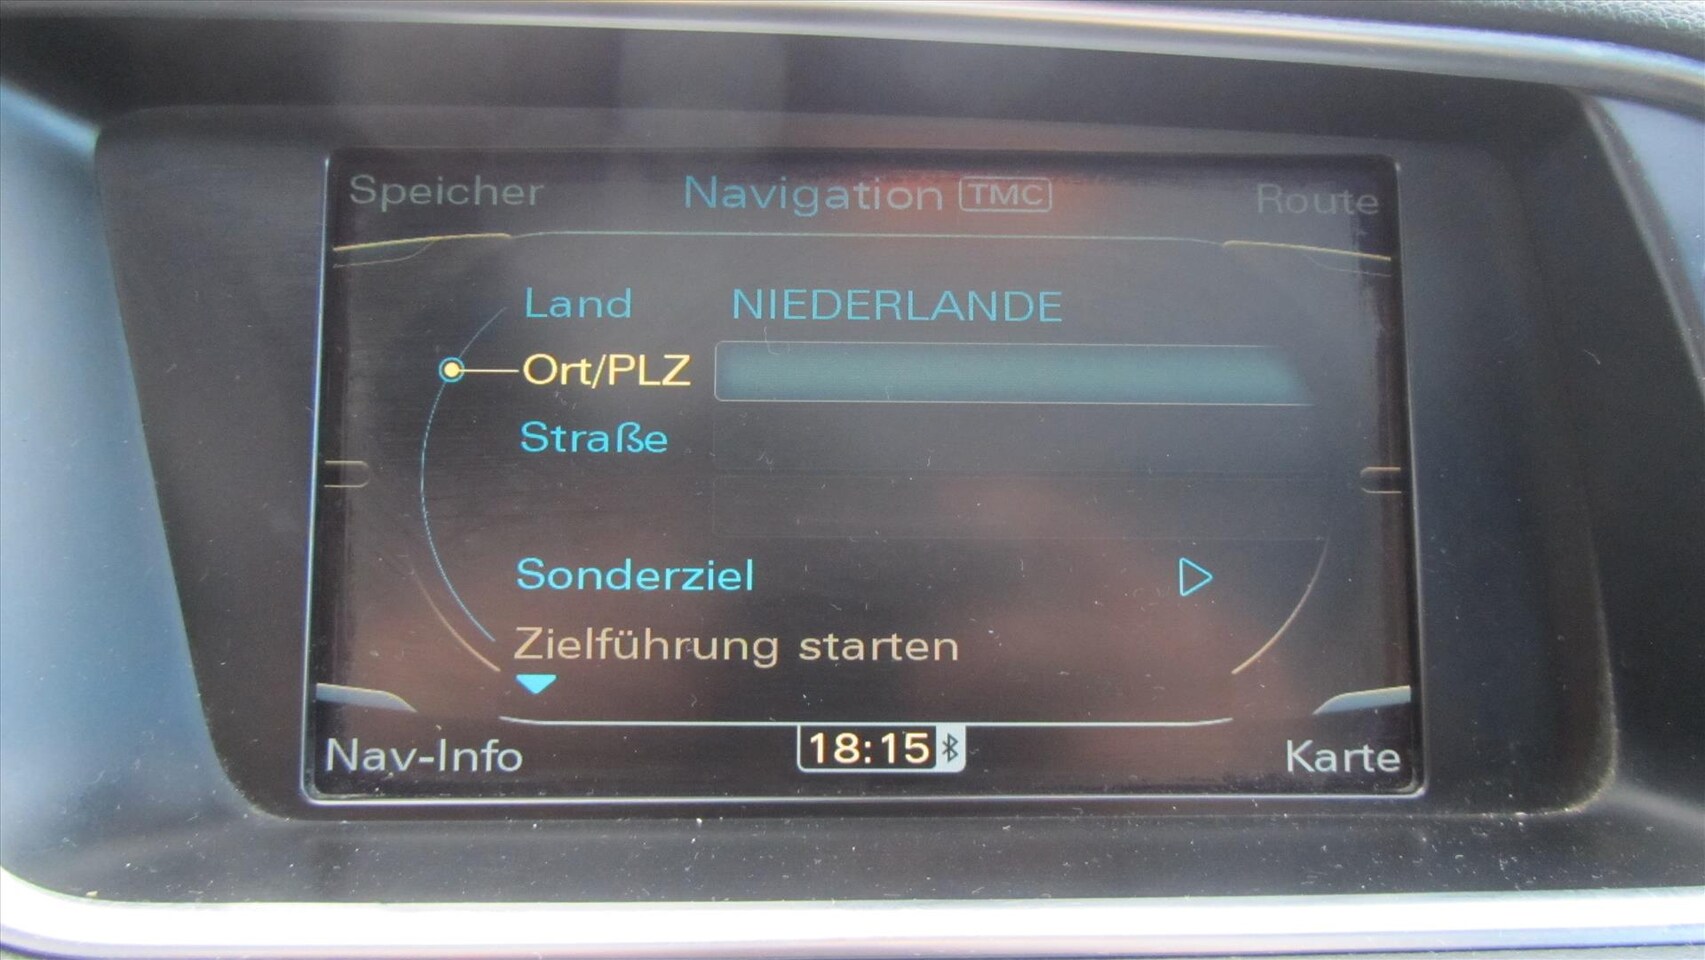 Speicher Navigation TMC Route
Land NIEDERLANDE
Ort/PLZ
Straße
Sonderziel
Zielführung starten
Nav-Info 18:15 Karte